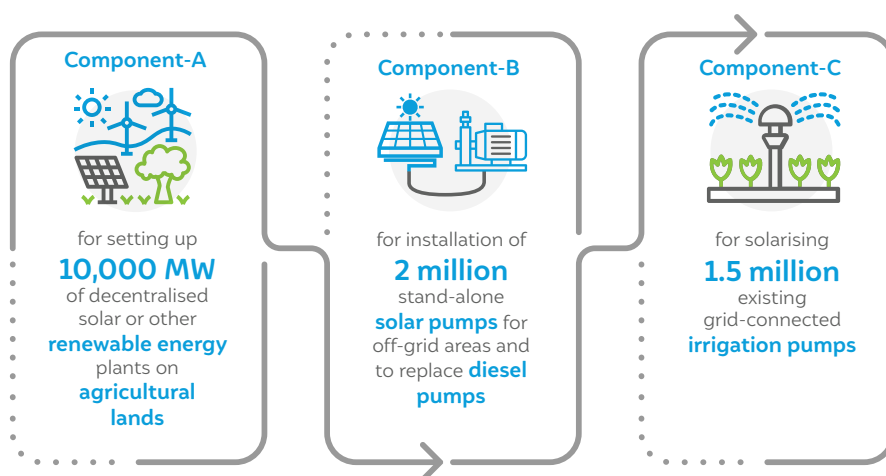 Component-A
for setting up
10,000 MW
of decentralised
solar or other
renewable energy
plants on
agricultural
lands
Component-B
for installation of
2 million
stand-alone
solar pumps for
off-grid areas and
to replace diesel
pumps
Component-C
for solarising
1.5 million
existing
grid-connected
irrigation pumps